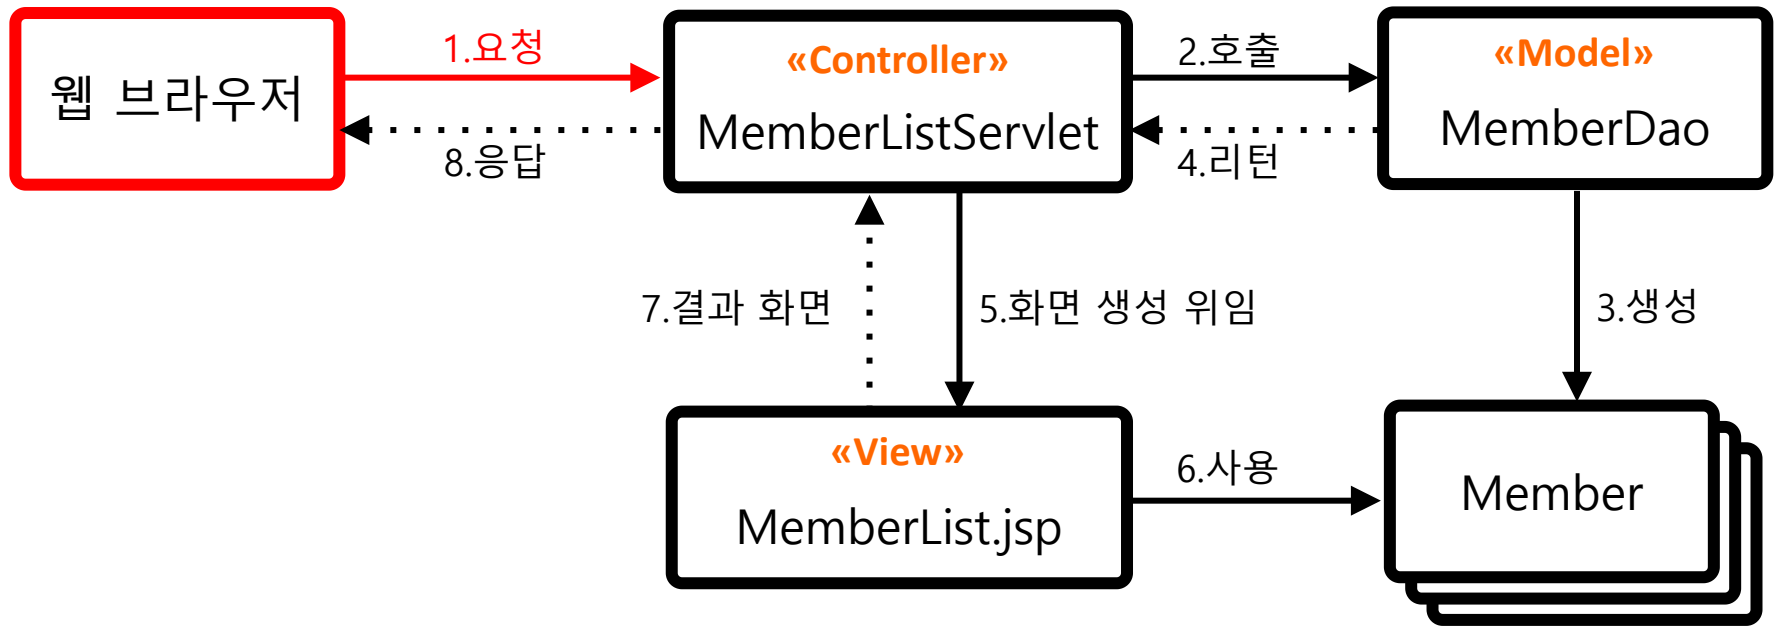 웹 브라우저
1.요청
8.응답
«Controller»
MemberListServlet
2.호출
4.리턴
«Model»
MemberDao
7.결과 화면
5.화면 생성 위임
3.생성
«View»
MemberList.jsp
6.사용
Member